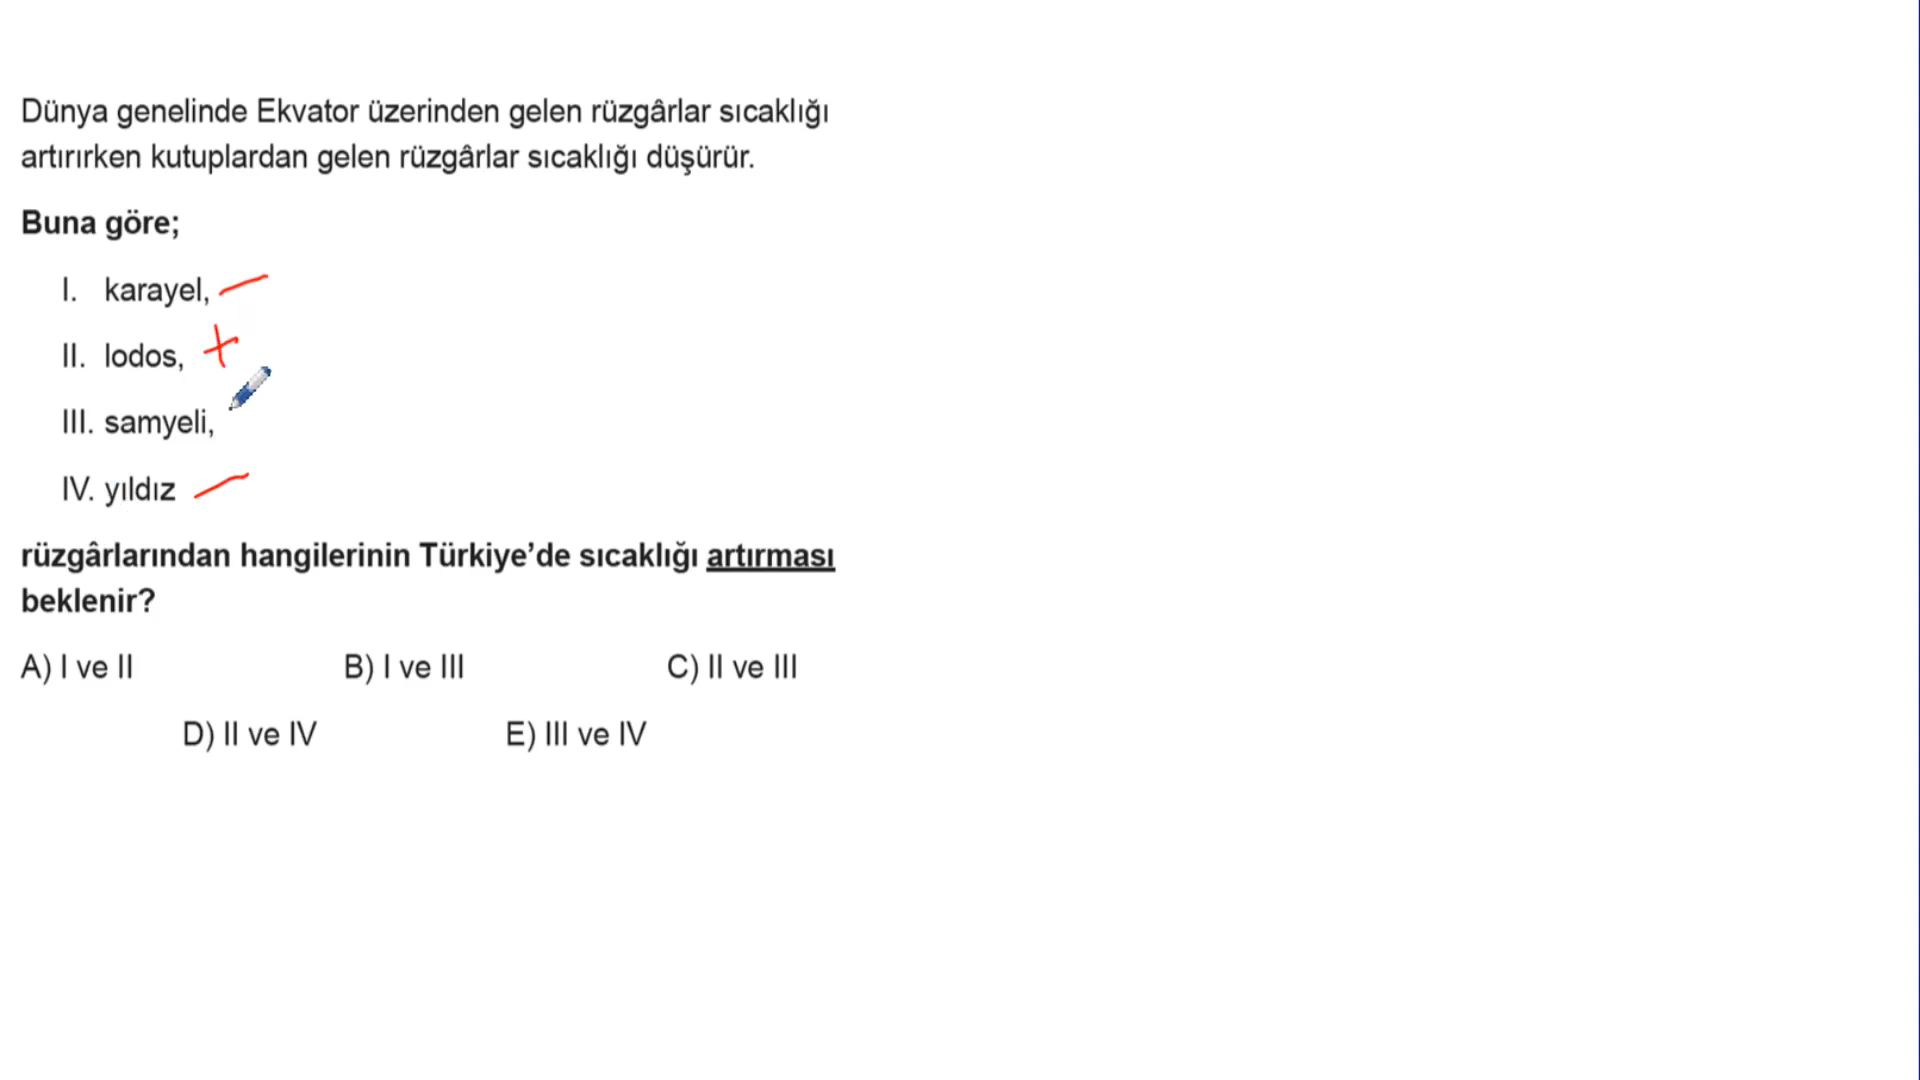 Dünya genelinde Ekvator üzerinden gelen rüzgârlar sıcaklığı
artırırken kutuplardan gelen rüzgârlar sıcaklığı düşürür.
Buna göre;
I. karayel, –
II. lodos, +
III. samyeli,
IV. yıldız –
rüzgârlarından hangilerinin Türkiye’de sıcaklığı artırması
beklenir?
A) I ve II B) I ve III C) II ve III
D) II ve IV E) III ve IV